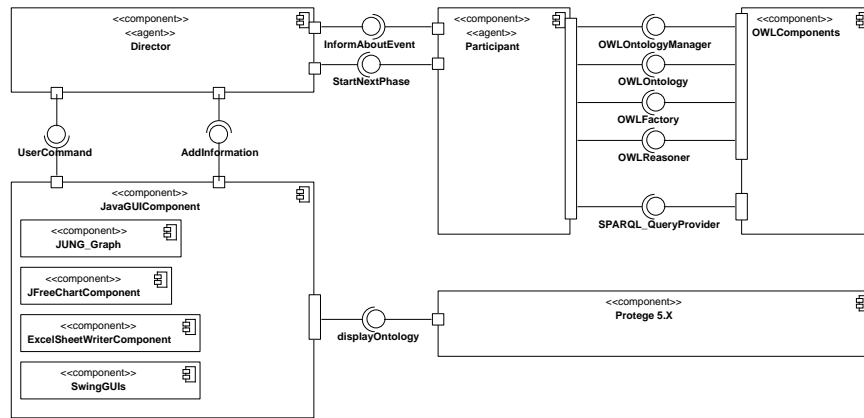 <<component>>
<<agent>>
Director
InformAboutEvent
StartNextPhase
<<component>>
<<agent>>
Participant
OWLOntologyManager
OWLOntology
OWLFactory
OWLReasoner
SPARQL_QueryProvider
<<component>>
OWLComponents
UserCommand
AddInformation
<<component>>
JavaGUIComponent
<<component>>
JUNG_Graph
<<component>>
JFreeChartComponent
<<component>>
ExcelSheetWriterComponent
<<component>>
SwingGUIs
displayOntology
<<component>>
Protege 5.X